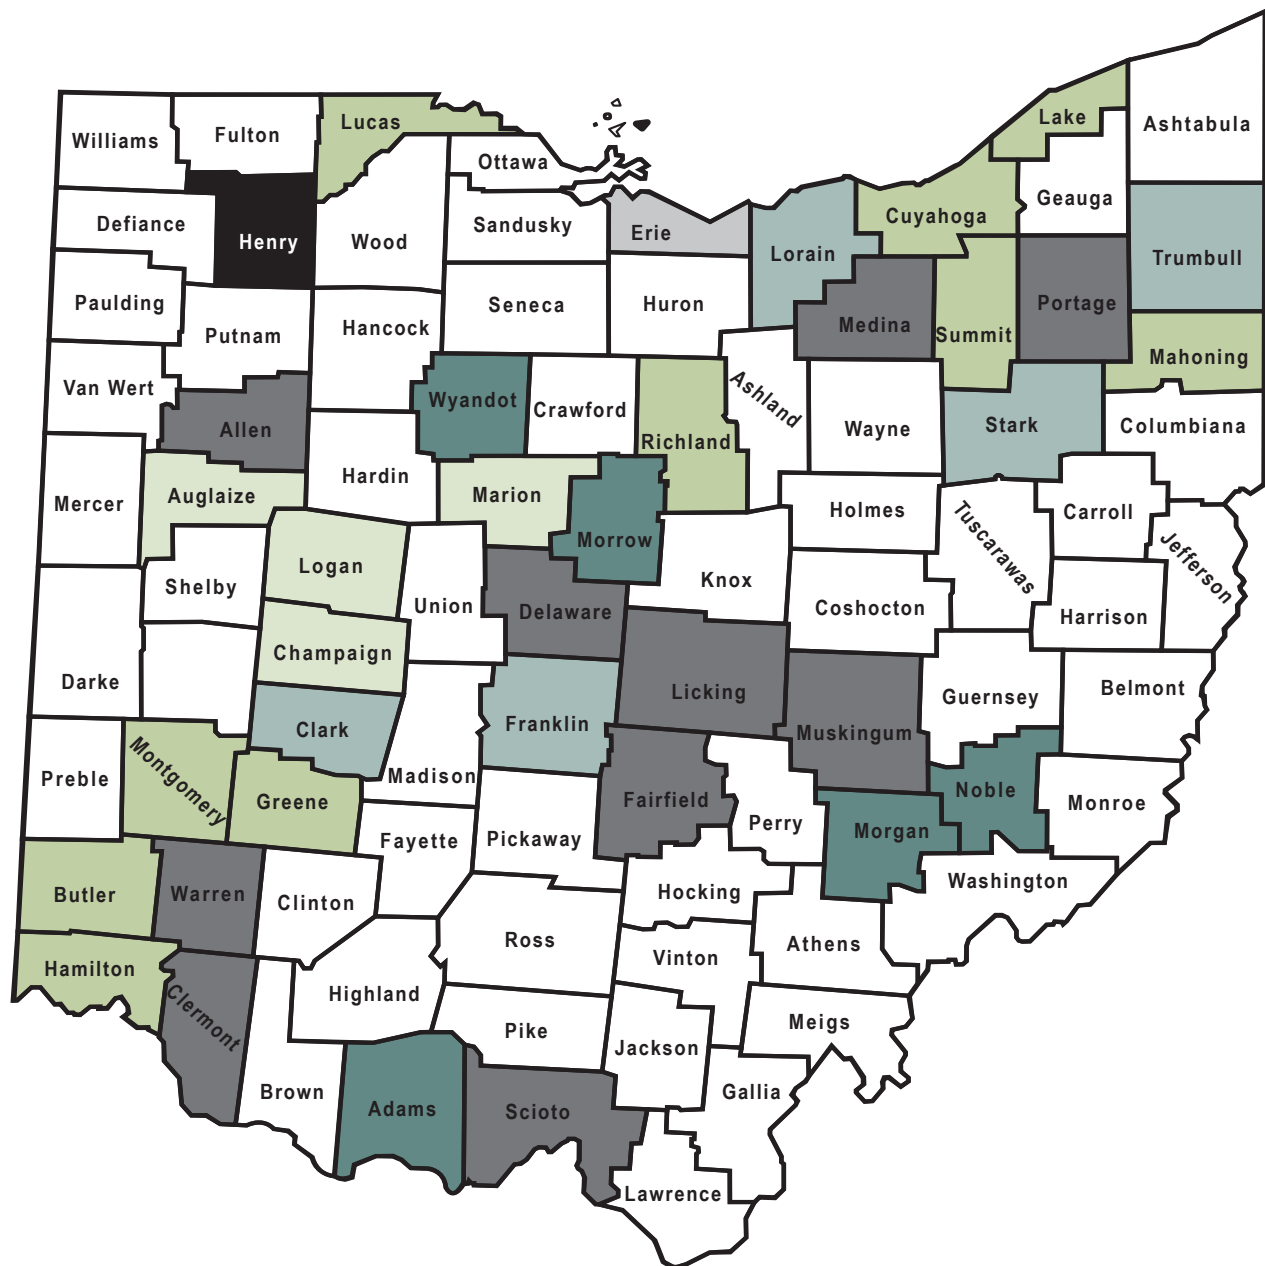 Lake
Ashtabula
Lucas
Fulton
Williams
Ottawa
Geauga
Cuyahoga
Defiance
Sandusky
Erie
Henry
Wood
Lorain
Trumbull
Paulding
Seneca
Huron
Portage
Medina
Hancock
Putnam
Summit
Mahoning
Van Wert
Wyandot
Ashland
Crawford
Allen
Richland
Wayne
Stark
Columbiana
Hardin
Auglaize
Marion
Mercer
Holmes
Carroll
Tuscarawas
Jefferson
Morrow
Logan
Knox
Shelby
Union
Delaware
Coshocton
Harrison
Champaign
Darke
Licking
Guernsey
Belmont
Clark
Franklin
Muskingum
Preble
Montgomery
Madison
Greene
Fairfield
Noble
Monroe
Perry
Morgan
Fayette
Pickaway
Butler
Warren
Clinton
Hocking
Washington
Ross
Athens
Vinton
Hamilton
Highland
Clermont
Pike
Meigs
Jackson
Brown
Gallia
Adams
Scioto
Lawrence